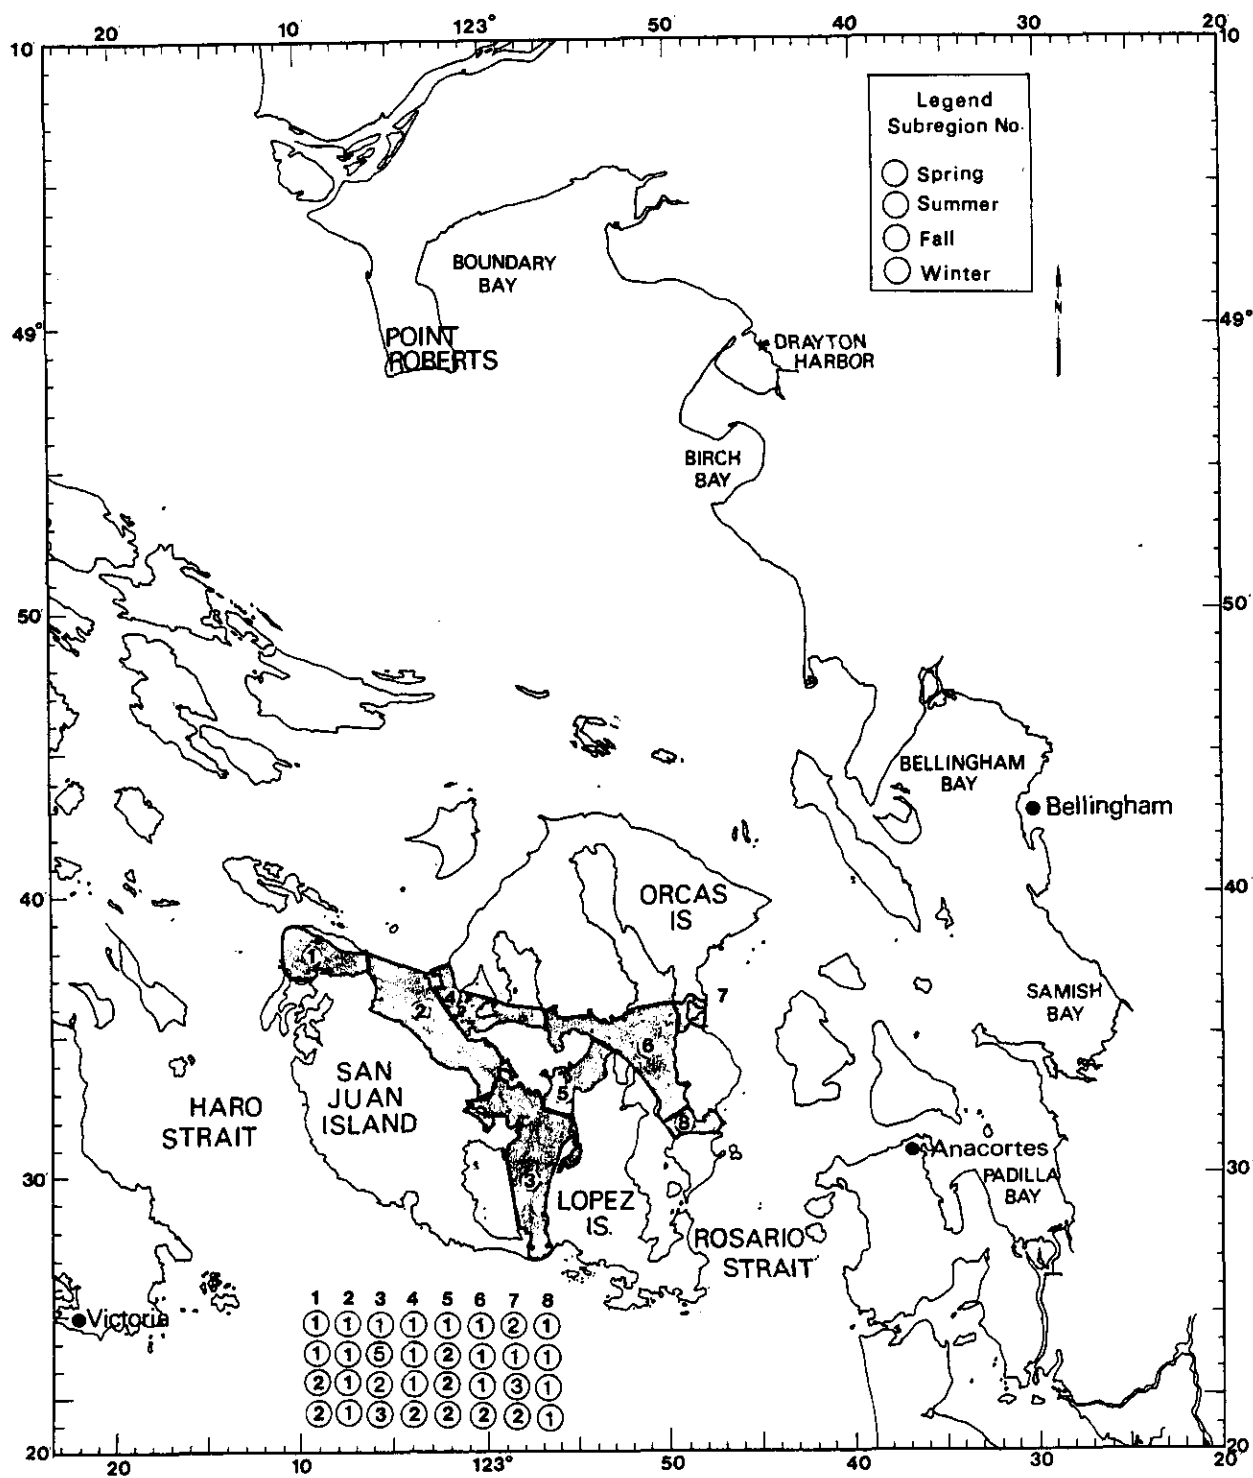 20' 10' 123° 50' 40 30 20'
10' 10
Legend
Subregion No.
Spring
Summer
Fall
Winter
N
BOUNDARY
BAY
49° 49°
POINT
ROBERTS
DRAYTON
HARBOR
BIRCH
BAY
50' 50'
BELLINGHAM
BAY
Bellingham
40' 40'
ORCAS
IS
1
7
4
2
SAMISH
BAY
6
SAN
JUAN
ISLAND
5
8
HARO
STRAIT
Anacortes
30' 30'
3
PADILLA
BAY
LOPEZ
IS.
ROSARIO
STRAIT
Victoria
1 2 3 4 5 6 7 8
1 1 1 1 1 1 2 1
1 1 5 1 2 1 1 1
2 1 2 1 2 1 3 1
2 1 3 2 2 2 2 1
20' 20'
20 10 123° 50 40 30 20'